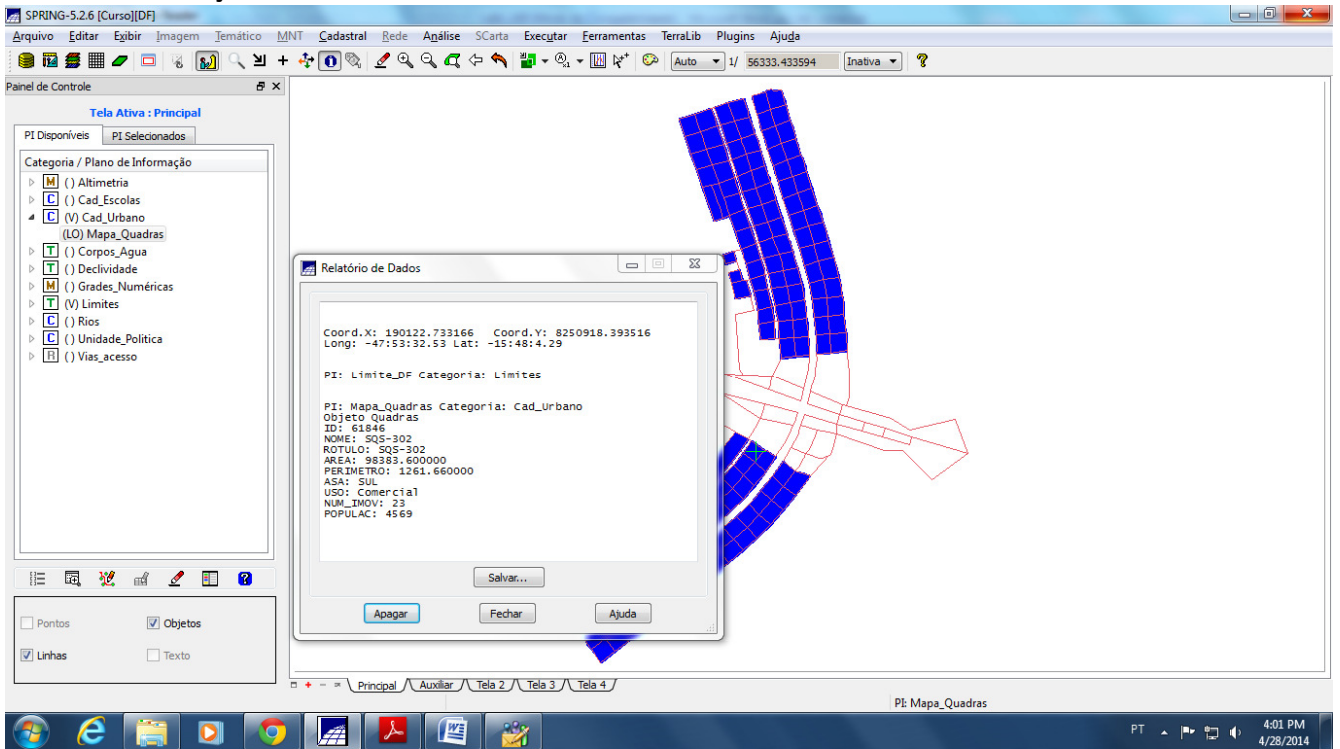 SPRING-5.2.6 [Curso][DF]
Arquivo Editar Exibir Imagem Temático MNT Cadastral Rede Análise SCarta Executar Ferramentas TerraLib Plugins Ajuda
Auto 1/ 56333.433594 Inativa
Painel de Controle
Tela Ativa : Principal
PI Disponíveis PI Selecionados
Categoria / Plano de Informação
M () Altimetria
C () Cad_Escolas
C (V) Cad_Urbano
(LO) Mapa_Quadras
T () Corpos_Agua
T () Declividade
M () Grades_Numéricas
T (V) Limites
C () Rios
C () Unidade_Politica
R () Vias_acesso
Pontos Objetos
Linhas Texto
Relatório de Dados
Coord.X: 190122.733166 Coord.Y: 8250918.393516
Long: -47:53:32.53 Lat: -15:48:4.29
PI: Limite_DF Categoria: Limites
PI: Mapa_Quadras Categoria: Cad_Urbano
Objeto Quadras
ID: 61846
NOME: SQS-302
ROTULO: SQS-302
AREA: 98383.600000
PERIMETRO: 1261.660000
ASA: SUL
USO: Comercial
NUM_IMOV: 23
POPULAC: 4569
Salvar...
Apagar Fechar Ajuda
Principal Auxiliar Tela 2 Tela 3 Tela 4
PI: Mapa_Quadras
PT 4:01 PM
4/28/2014